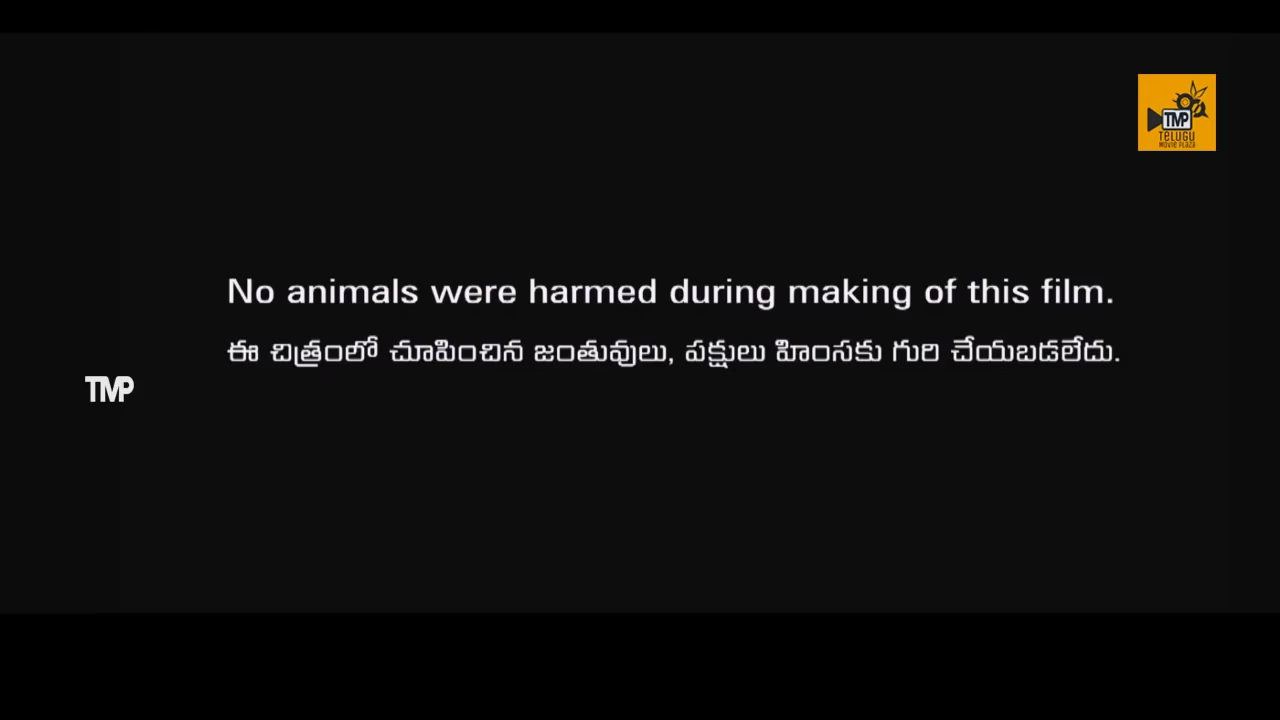 TMP
TELUGU
MOVIE PLAZA
No animals were harmed during making of this film.
ఈ చిత్రంలో చూపించిన జంతువులు, పక్షులు హింసకు గురి చేయబడలేదు.
TMP